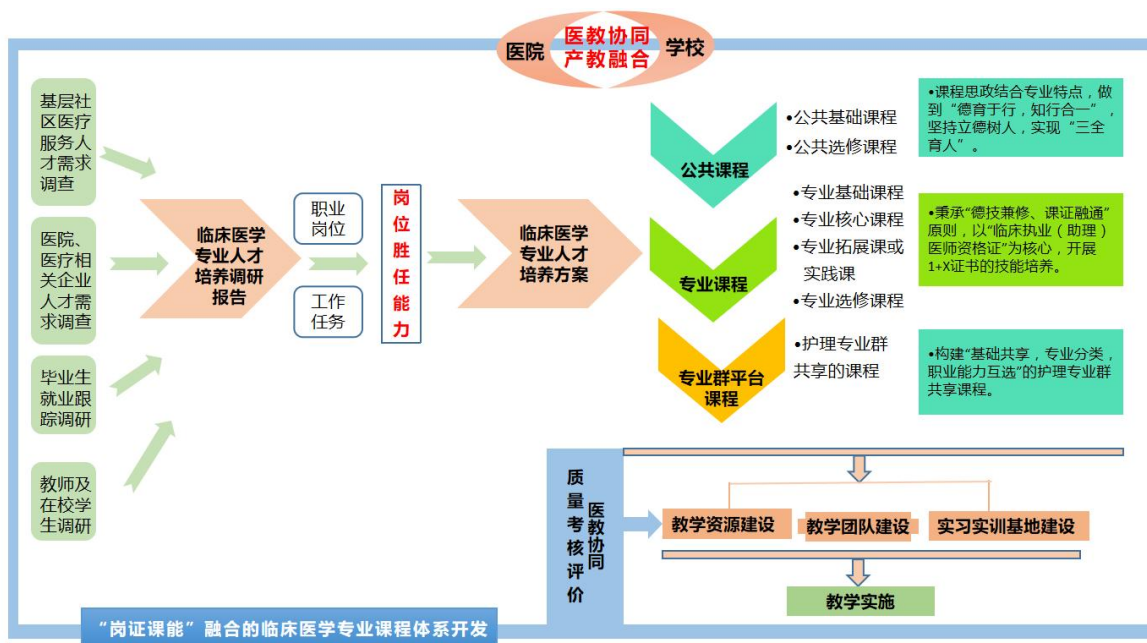 医院
医教协同
产教融合
学校
基层社
区医疗
服务人
才需求
调查
医院、
医疗相
关企业
人才需
求调查
毕业生
就业跟
踪调研
教师及
在校学
生调研
临床医学
专业人才
培养调研
报告
职业
岗位
工作
任务
岗位胜任能力
临床医学
专业人才
培养方案
公共课程
•公共基础课程
•公共选修课程
•课程思政结合专业特点，做
到“德育于行，知行合一”，
坚持立德树人，实现“三全
育人”。
专业课程
•专业基础课程
•专业核心课程
•专业拓展课或
实践课
•专业选修课程
秉承“德技兼修、课证融通”
原则，以“临床执业（助理）
医师资格证”为核心，开展
1+X证书的技能培养。
专业群平台
课程
•护理专业群
共享的课程
•构建“基础共享，专业分类，
职业能力互选”的护理专业群
共享课程。
质量考核评价
医教协同
教学资源建设
教学团队建设
实习实训基地建设
教学实施
“岗证课能”融合的临床医学专业课程体系开发